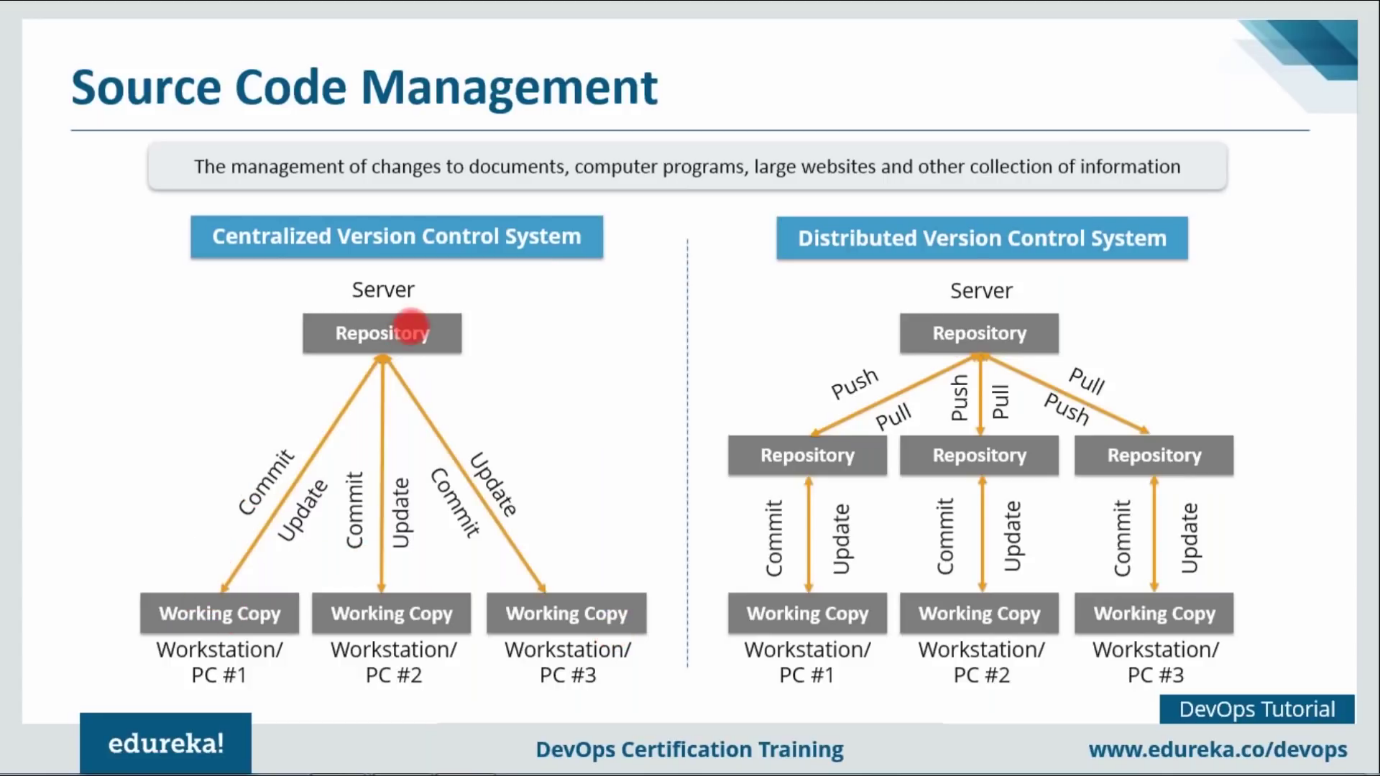 Source Code Management
The management of changes to documents, computer programs, large websites and other collection of information
Centralized Version Control System
Server
Repository
Commit
Update
Commit
Update
Commit
Update
Working Copy
Working Copy
Working Copy
Workstation/
PC #1
Workstation/
PC #2
Workstation/
PC #3
Distributed Version Control System
Server
Repository
Push
Pull
Push
Pull
Push
Pull
Repository
Repository
Repository
Commit
Update
Commit
Update
Commit
Update
Working Copy
Working Copy
Working Copy
Workstation/
PC #1
Workstation/
PC #2
Workstation/
PC #3
DevOps Tutorial
edureka!
DevOps Certification Training
www.edureka.co/devops